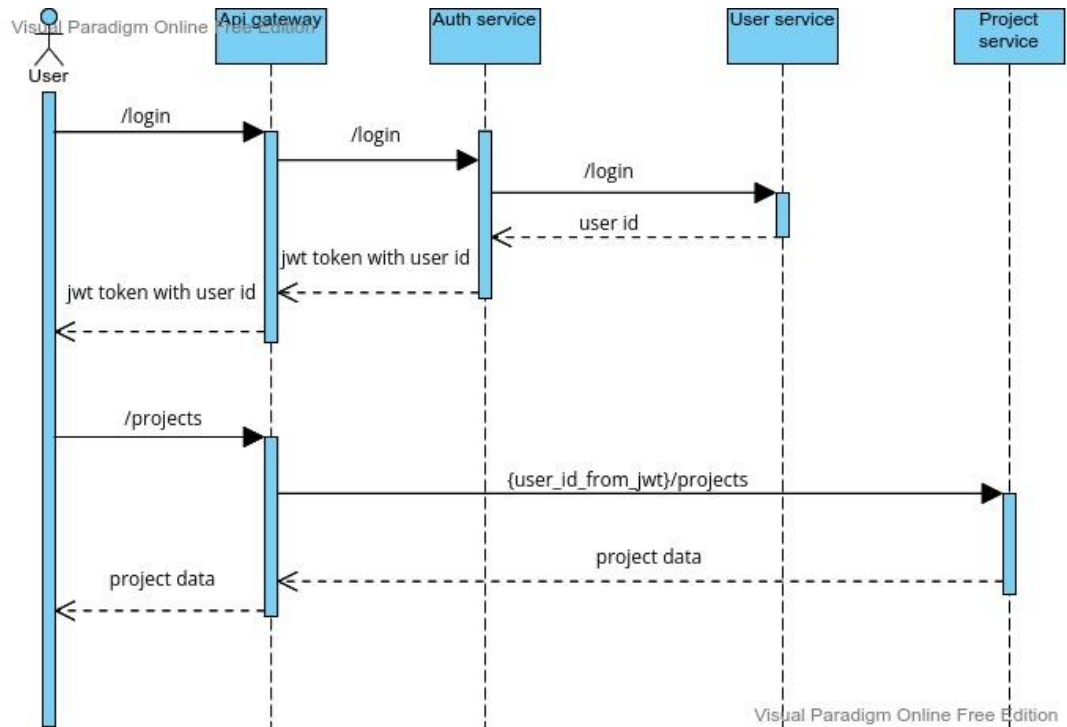 Visual Paradigm Online Free Edition
Api gateway
Auth service
User service
Project
service
User
/login
/login
/login
user id
jwt token with user id
jwt token with user id
/projects
{user_id_from_jwt}/projects
project data
project data
Visual Paradigm Online Free Edition